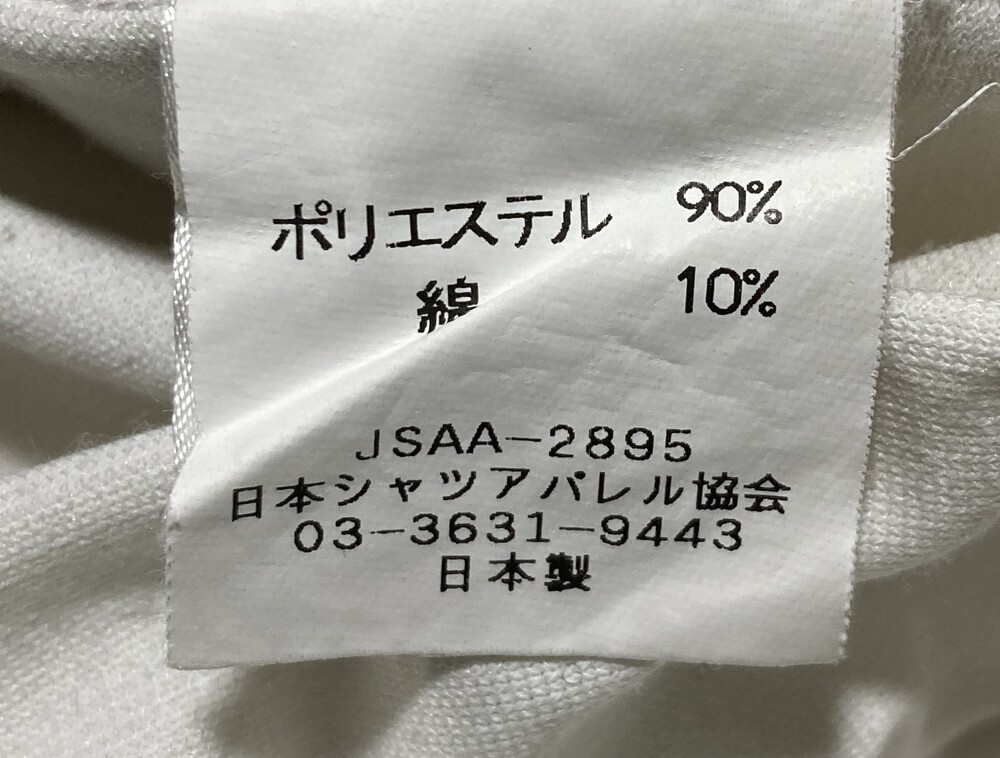 ポリエステル 90%
綿 10%
JSAA-2895
日本シャツアパレル協会
03-3631-9443
日本製